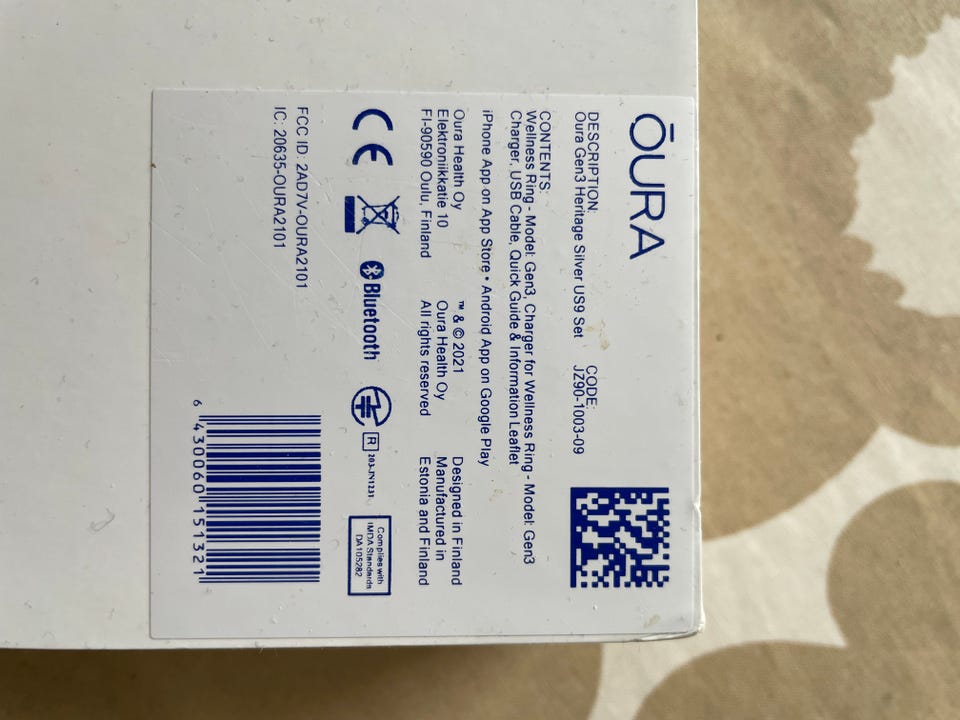 ŌURA
DESCRIPTION:
Oura Gen3 Heritage Silver US9 Set
CODE:
JZ90-1003-09
CONTENTS:
Wellness Ring - Model: Gen3, Charger for Wellness Ring - Model: Gen3
Charger, USB Cable, Quick Guide & Information Leaflet
iPhone App on App Store • Android App on Google Play
Oura Health Oy
Elektroniikkatie 10
FI-90590 Oulu, Finland
™ & © 2021
Oura Health Oy
All rights reserved
Designed in Finland
Manufactured in
Estonia and Finland
CE
Bluetooth
R 203-JN1231
Complies with
IMDA Standards
DA105282
FCC ID: 2AD7V-OURA2101
IC: 20635-OURA2101
6 430060 151321